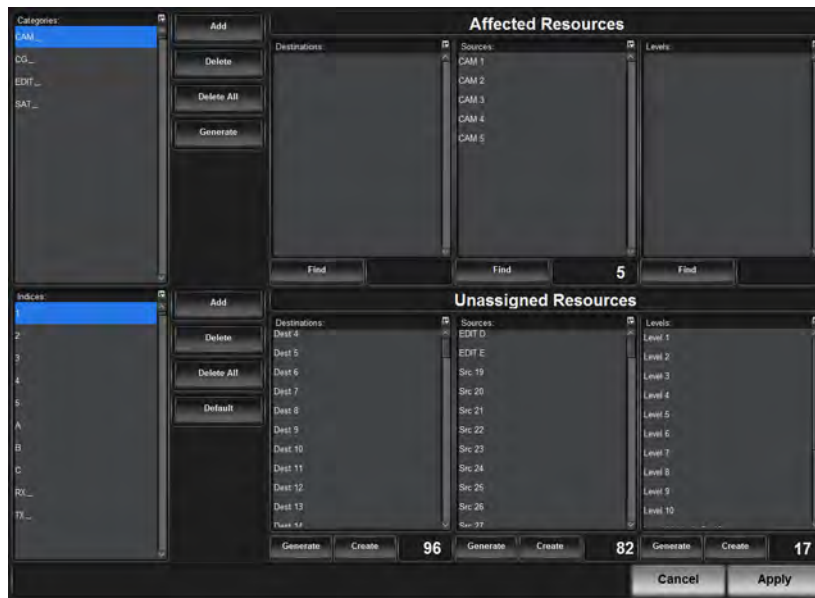 Categories:
CAM_
CG_
EDIT_
SAT_
Add
Delete
Delete All
Generate
Affected Resources
Destinations:
Find
Sources:
CAM 1
CAM 2
CAM 3
CAM 4
CAM 5
Find
5
Levels:
Find
Indices:
1
2
3
4
5
A
B
C
RX_
TX_
Add
Delete
Delete All
Default
Unassigned Resources
Destinations:
Dest 4
Dest 5
Dest 6
Dest 7
Dest 8
Dest 9
Dest 10
Dest 11
Dest 12
Dest 13
Dest 14
Generate
Create
96
Sources:
EDIT D
EDIT E
Src 19
Src 20
Src 21
Src 22
Src 23
Src 24
Src 25
Src 26
Src 27
Generate
Create
82
Levels:
Level 1
Level 2
Level 3
Level 4
Level 5
Level 6
Level 7
Level 8
Level 9
Level 10
Generate
Create
17
Cancel
Apply